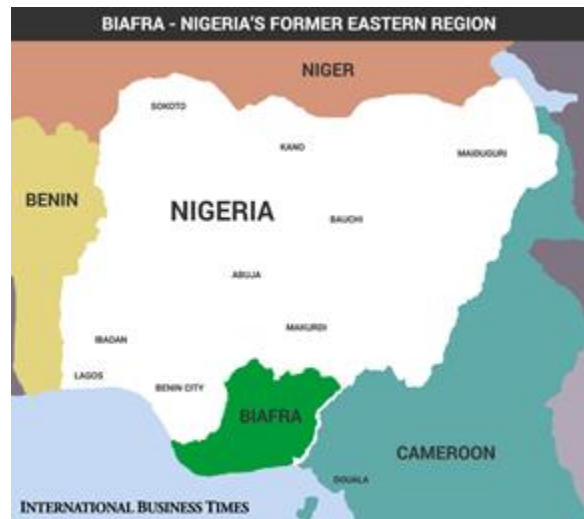 BIAFRA - NIGERIA'S FORMER EASTERN REGION
NIGER
SOKOTO
KANO
MAIDUGURI
BENIN
NIGERIA
BAUCHI
ABUJA
MAKURDI
IBADAN
LAGOS
BENIN CITY
BIAFRA
CAMEROON
DOUALA
INTERNATIONAL BUSINESS TIMES